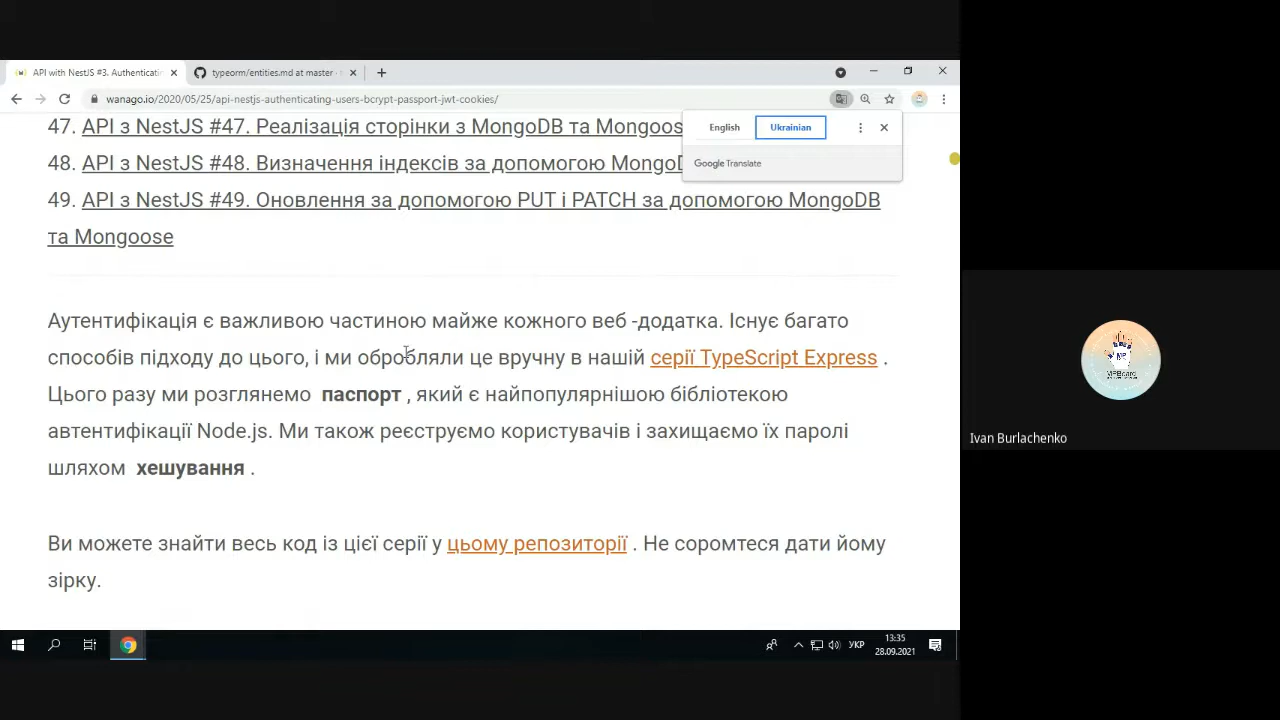 API with NestJS #3. Authenticatin
typeorm/entities.md at master ·
wanago.io/2020/05/25/api-nestjs-authenticating-users-bcrypt-passport-jwt-cookies/
English
Ukrainian
Google Translate
47. API з NestJS #47. Реалізація сторінки з MongoDB та Mongoos
48. API з NestJS #48. Визначення індексів за допомогою MongoD
49. API з NestJS #49. Оновлення за допомогою PUT і PATCH за допомогою MongoDB
та Mongoose
Аутентифікація є важливою частиною майже кожного веб -додатка. Існує багато
способів підходу до цього, і ми обробляли це вручну в нашій серії TypeScript Express .
Цього разу ми розглянемо паспорт , який є найпопулярнішою бібліотекою
автентифікації Node.js. Ми також реєструємо користувачів і захищаємо їх паролі
шляхом хешування .
Ви можете знайти весь код із цієї серії у цьому репозиторії . Не соромтеся дати йому
зірку.
УКР
13:35
28.09.2021
MPBoard
Ivan Burlachenko